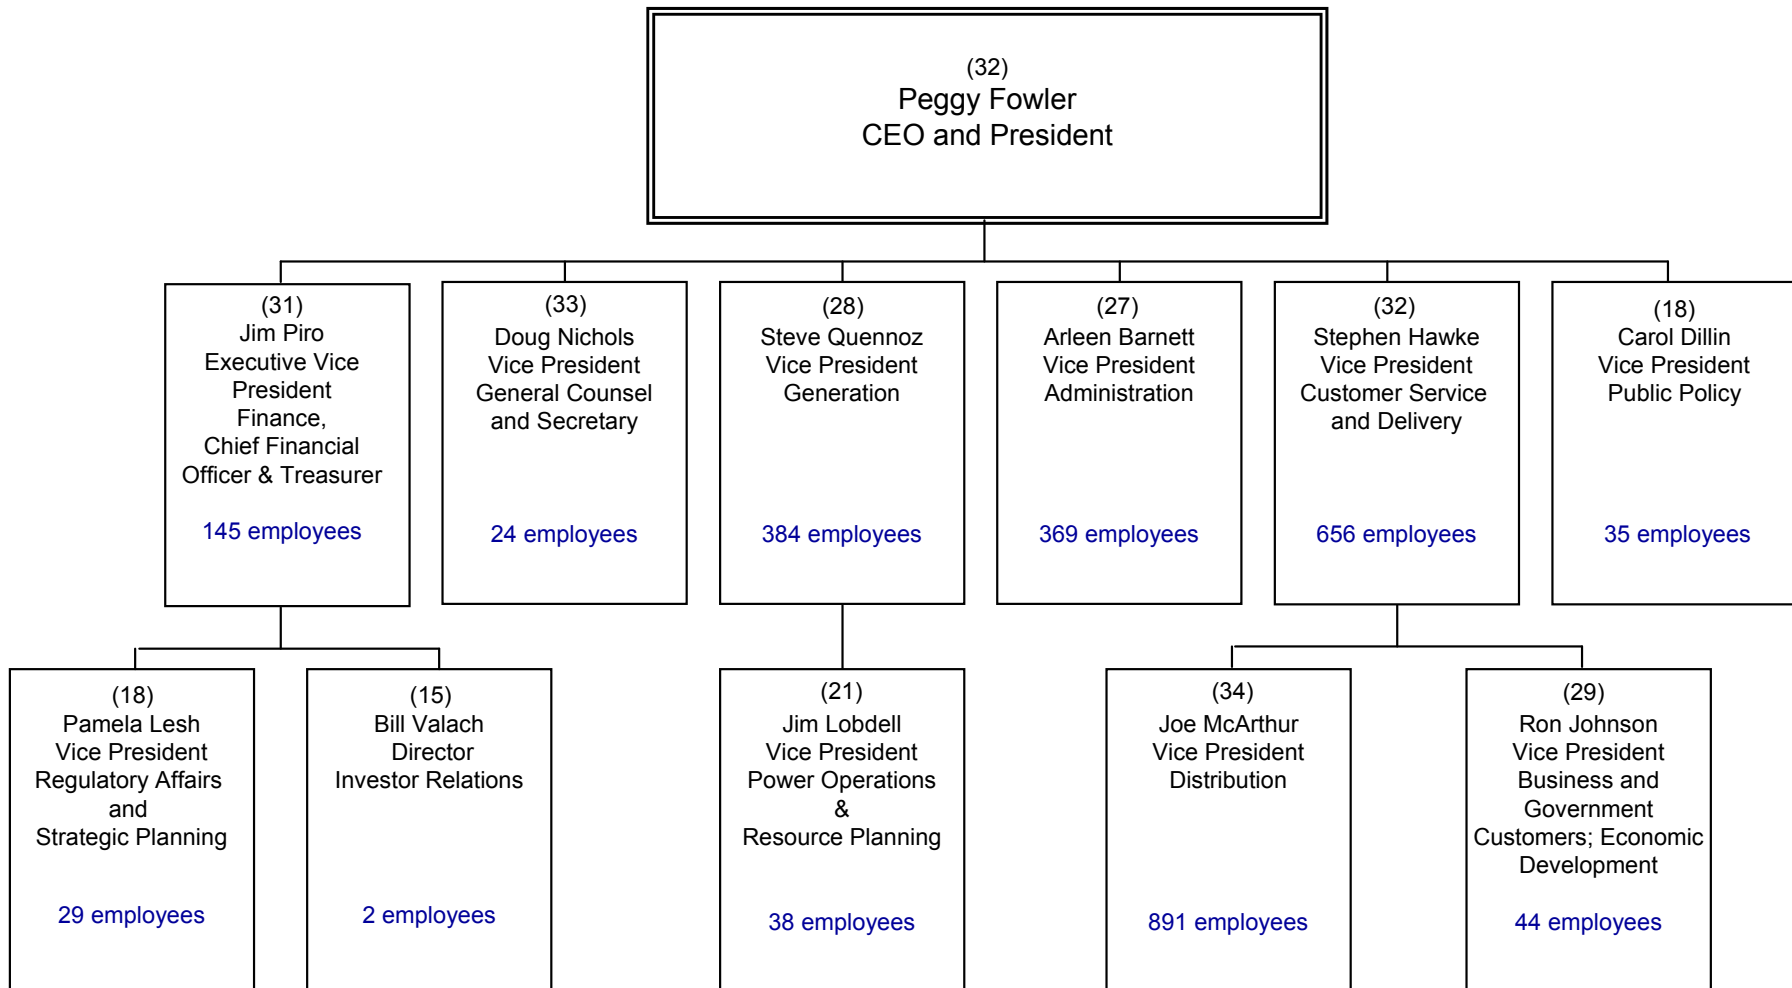 (32)
Peggy Fowler
CEO and President
(31)
Jim Piro
Executive Vice
President
Finance,
Chief Financial
Officer & Treasurer
145 employees
(33)
Doug Nichols
Vice President
General Counsel
and Secretary
24 employees
(28)
Steve Quennoz
Vice President
Generation
384 employees
(27)
Arleen Barnett
Vice President
Administration
369 employees
(32)
Stephen Hawke
Vice President
Customer Service
and Delivery
656 employees
(18)
Carol Dillin
Vice President
Public Policy
35 employees
(18)
Pamela Lesh
Vice President
Regulatory Affairs
and
Strategic Planning
29 employees
(15)
Bill Valach
Director
Investor Relations
2 employees
(21)
Jim Lobdell
Vice President
Power Operations
&
Resource Planning
38 employees
(34)
Joe McArthur
Vice President
Distribution
891 employees
(29)
Ron Johnson
Vice President
Business and
Government
Customers; Economic
Development
44 employees